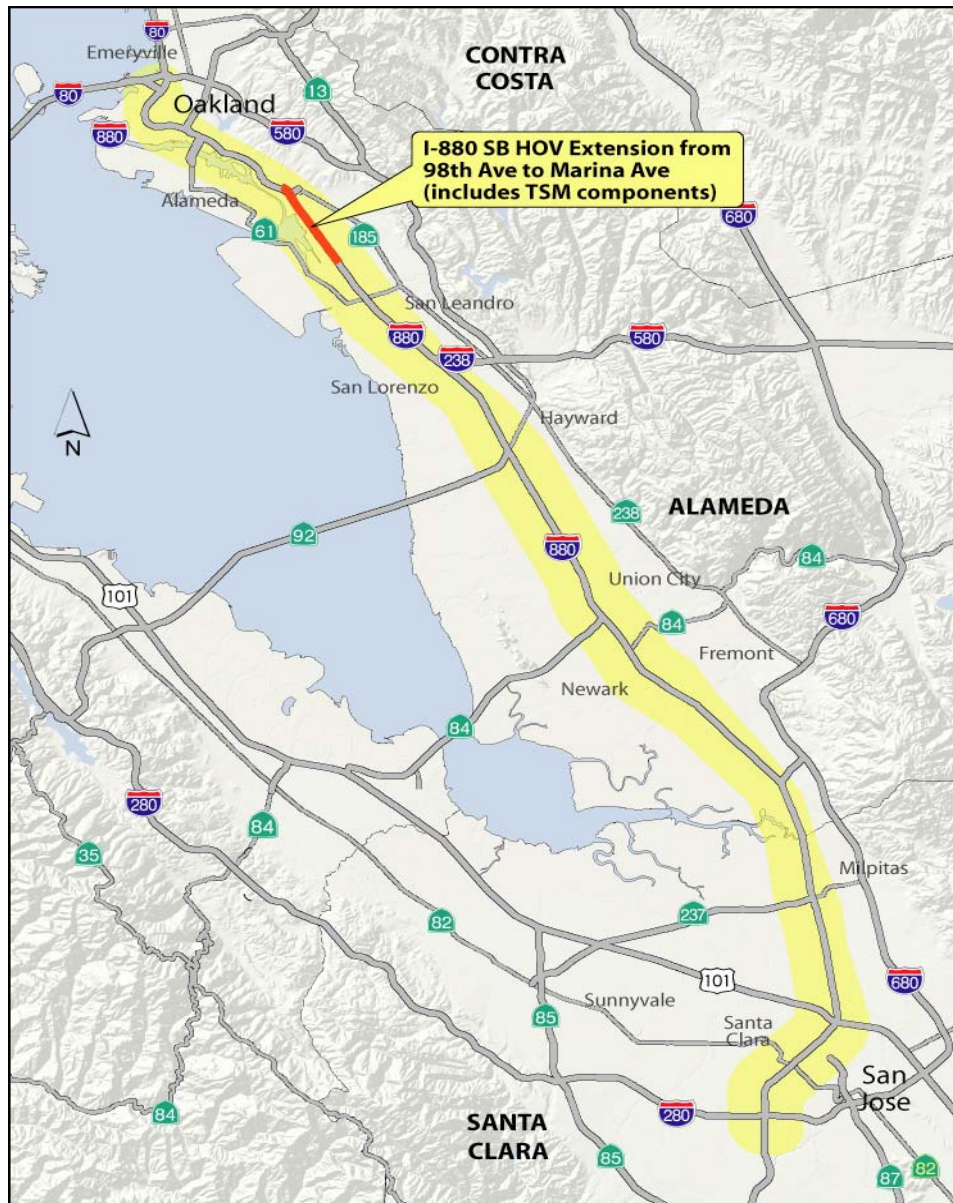 80
Emeryville
CONTRA
COSTA
80
13
Oakland
880
580
I-880 SB HOV Extension from
98th Ave to Marina Ave
(includes TSM components)
680
Alameda
61
185
San Leandro
880
580
238
San Lorenzo
Hayward
N
ALAMEDA
238
92
880
84
Union City
101
84
680
Fremont
Newark
84
280
84
35
Milpitas
82
237
101
680
Sunnyvale
85
Santa
Clara
San
Jose
84
280
SANTA
CLARA
85
87
82